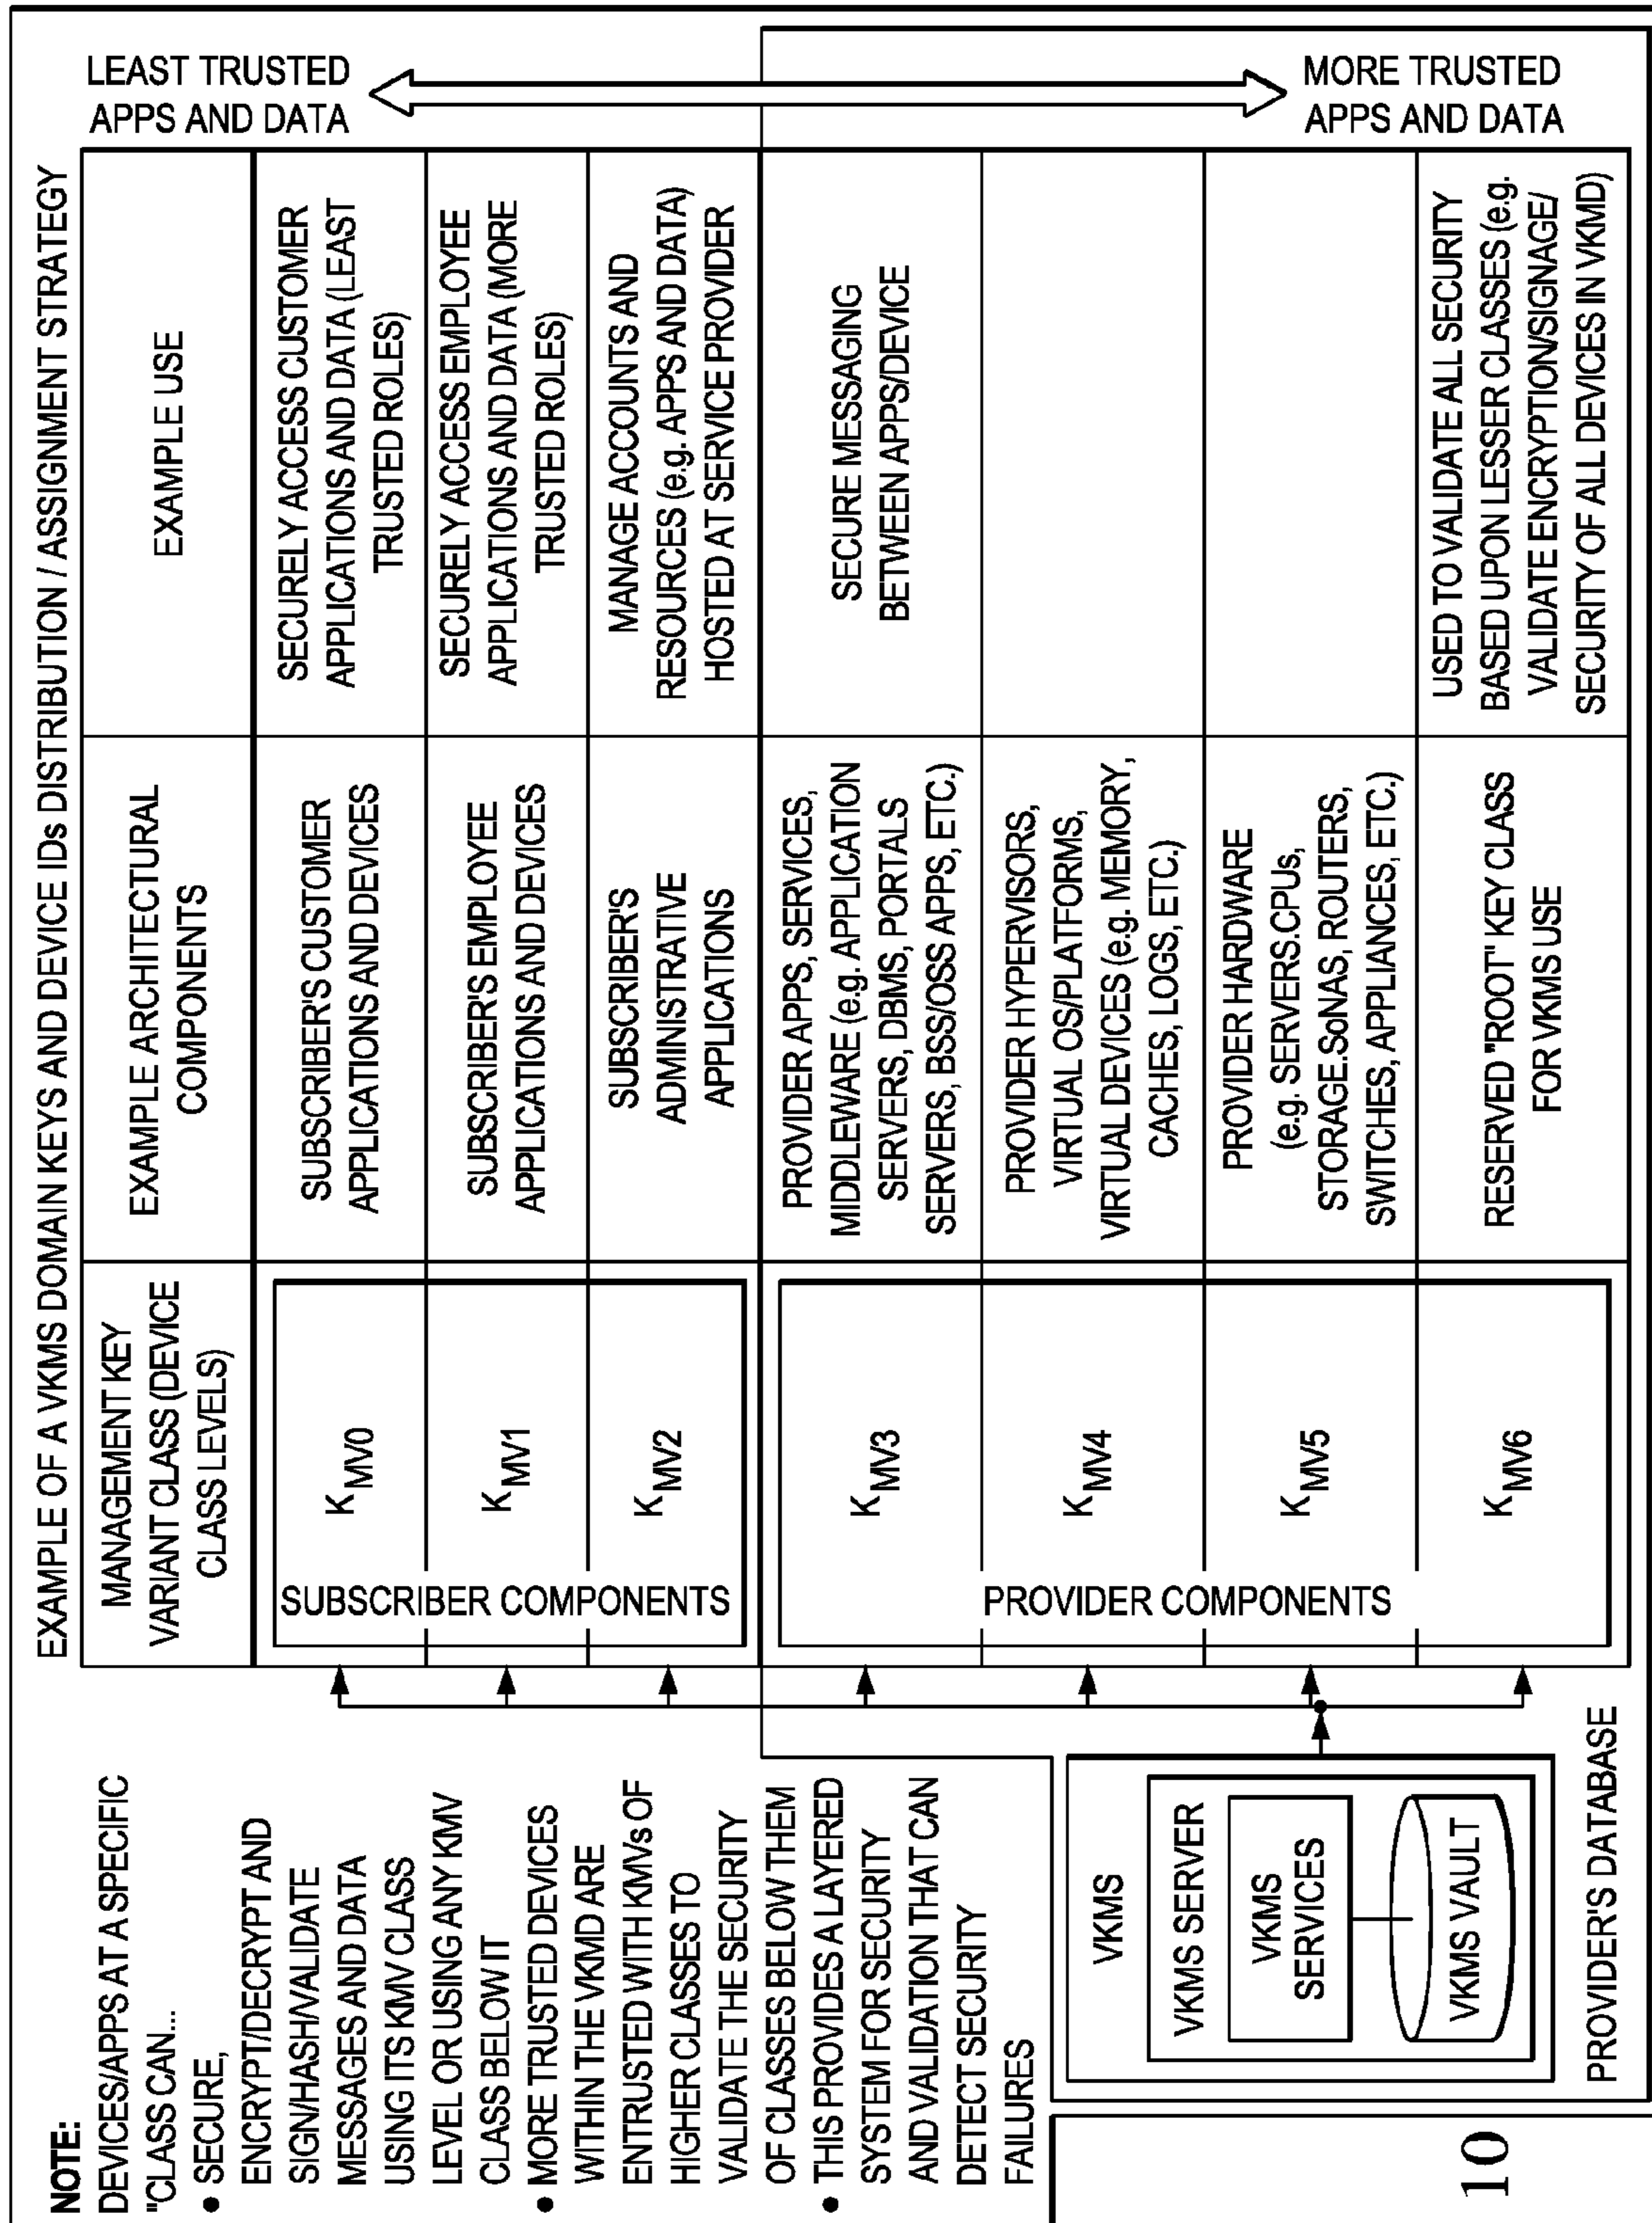 EXAMPLE OF A VKMS DOMAIN KEYS AND DEVICE IDs DISTRIBUTION / ASSIGNMENT STRATEGY
NOTE:
DEVICES/APPS AT A SPECIFIC
"CLASS CAN...
• SECURE,
ENCRYPT/DECRYPT AND
SIGN/HASH/VALIDATE
MESSAGES AND DATA
USING ITS KMV CLASS
LEVEL OR USING ANY KMV
CLASS BELOW IT
• MORE TRUSTED DEVICES
WITHIN THE VKMD ARE
ENTRUSTED WITH KMVs OF
HIGHER CLASSES TO
VALIDATE THE SECURITY
OF CLASSES BELOW THEM
• THIS PROVIDES A LAYERED
SYSTEM FOR SECURITY
AND VALIDATION THAT CAN
DETECT SECURITY
FAILURES
VKMS
VKMS SERVER
VKMS
SERVICES
VKMS VAULT
PROVIDER'S DATABASE
MANAGEMENT KEY
VARIANT CLASS (DEVICE
CLASS LEVELS)
EXAMPLE ARCHITECTURAL
COMPONENTS
EXAMPLE USE
LEAST TRUSTED
APPS AND DATA
SUBSCRIBER COMPONENTS
KMV0
SUBSCRIBER'S CUSTOMER
APPLICATIONS AND DEVICES
SECURELY ACCESS CUSTOMER
APPLICATIONS AND DATA (LEAST
TRUSTED ROLES)
KMV1
SUBSCRIBER'S EMPLOYEE
APPLICATIONS AND DEVICES
SECURELY ACCESS EMPLOYEE
APPLICATIONS AND DATA (MORE
TRUSTED ROLES)
KMV2
SUBSCRIBER'S
ADMINISTRATIVE
APPLICATIONS
MANAGE ACCOUNTS AND
RESOURCES (e.g. APPS AND DATA)
HOSTED AT SERVICE PROVIDER
PROVIDER COMPONENTS
KMV3
PROVIDER APPS, SERVICES,
MIDDLEWARE (e.g. APPLICATION
SERVERS, DBMS, PORTALS
SERVERS, BSS/OSS APPS, ETC.)
SECURE MESSAGING
BETWEEN APPS/DEVICE
KMV4
PROVIDER HYPERVISORS,
VIRTUAL OS/PLATFORMS,
VIRTUAL DEVICES (e.g. MEMORY,
CACHES, LOGS, ETC.)
KMV5
PROVIDER HARDWARE
(e.g. SERVERS.CPUs,
STORAGE.SoNAS, ROUTERS,
SWITCHES, APPLIANCES, ETC.)
KMV6
RESERVED "ROOT" KEY CLASS
FOR VKMS USE
USED TO VALIDATE ALL SECURITY
BASED UPON LESSER CLASSES (e.g.
VALIDATE ENCRYPTION/SIGNAGE/
SECURITY OF ALL DEVICES IN VKMD)
MORE TRUSTED
APPS AND DATA
10